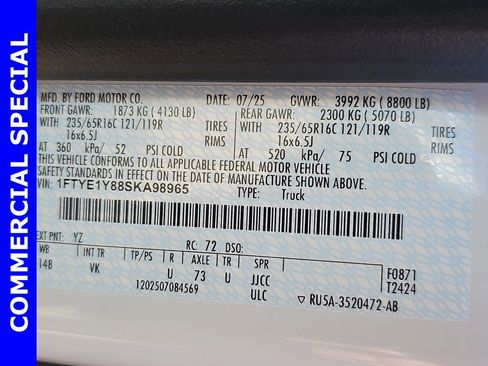 COMMERCIAL SPECIAL
MFD. BY FORD MOTOR CO. DATE: 07/25 GVWR: 3992 KG ( 8800 LB)
FRONT GAWR: 1873 KG ( 4130 LB) REAR GAWR: 2300 KG ( 5070 LB)
WITH 235/65R16C 121/119R TIRES WITH 235/65R16C 121/119R TIRES
16x6.5J RIMS 16x6.5J RIMS
AT 360 kPa/ 52 PSI COLD AT 520 kPa/ 75 PSI COLD
THIS VEHICLE CONFORMS TO ALL APPLICABLE FEDERAL MOTOR VEHICLE
SAFETY STANDARDS IN EFFECT ON THE DATE OF MANUFACTURE SHOWN ABOVE.
VIN: 1FTYE1Y88SKA98965 TYPE: Truck
EXT PNT: YZ RC: 72 DSO: F0871
WB INT TR TP/PS R AXLE TR SPR T2424
14B VK U 73 U JJCC
1202507084569 ULC ▽ RU5A-3520472-AB